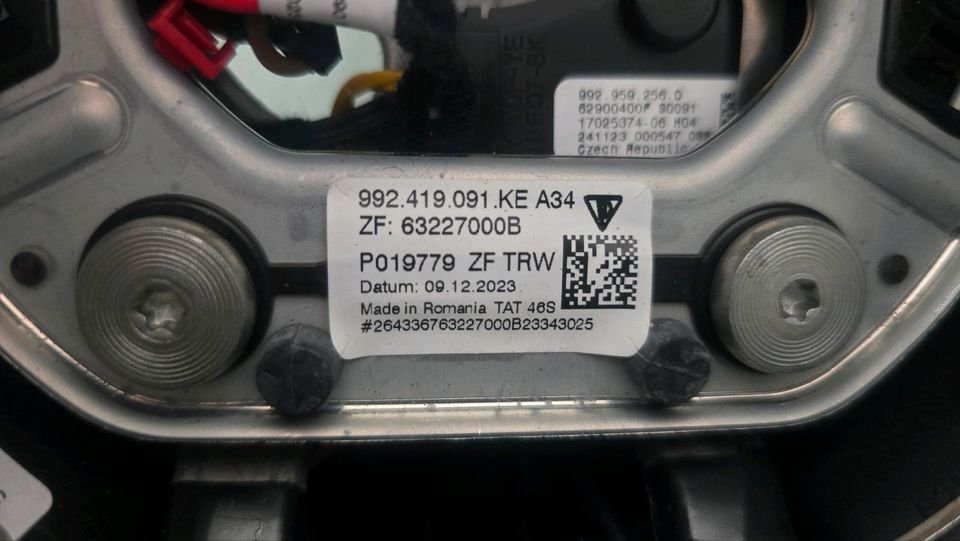 992.959.256.D
62900400F S0091
17025374-06 H04
241123 000547
Czech Republic
992.419.091.KE A34
ZF: 63227000B
P019779 ZF TRW
Datum: 09.12.2023
Made in Romania TAT 46S
#264336763227000B23343025